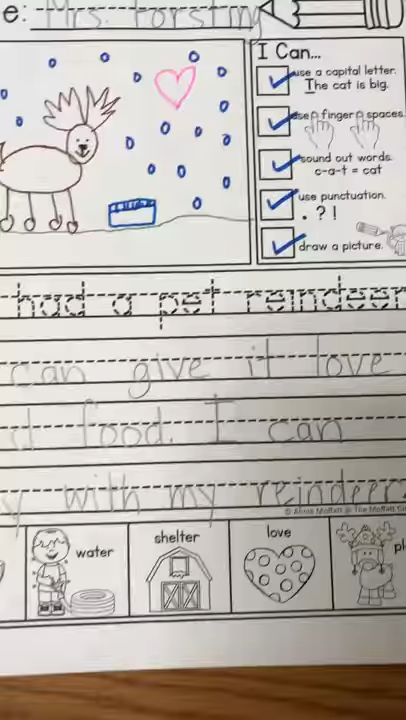 e: Mrs. Forsting
I Can...
use a capital letter.
The cat is big.
use finger spaces.
sound out words.
c-a-t = cat
use punctuation.
. ? !
draw a picture.
had a pet reindeer
can give it love
d food. I can
y with my reindeer
water
shelter
love
pl